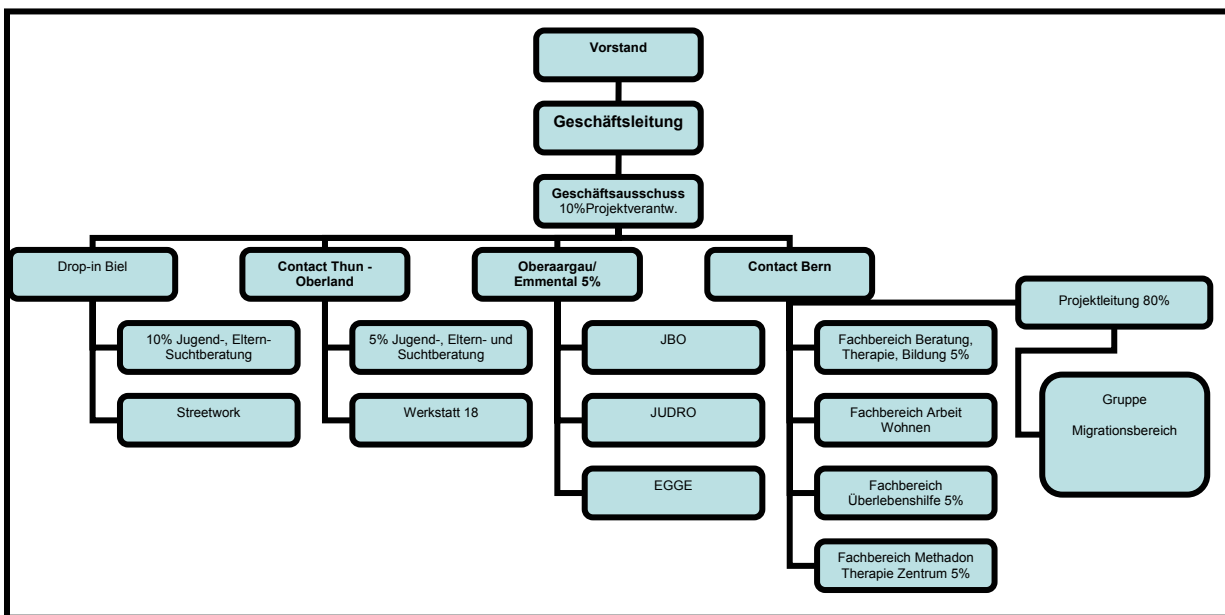 Vorstand
Geschäftsleitung
Geschäftsausschuss
10%Projektverantw.
Drop-in Biel
Contact Thun -
Oberland
Oberaargau/
Emmental 5%
Contact Bern
Projektleitung 80%
10% Jugend-, Eltern-
Suchtberatung
5% Jugend-, Eltern- und
Suchtberatung
JBO
Fachbereich Beratung,
Therapie, Bildung 5%
Streetwork
Werkstatt 18
JUDRO
Fachbereich Arbeit
Wohnen
Gruppe
Migrationsbereich
EGGE
Fachbereich
Überlebenshilfe 5%
Fachbereich Methadon
Therapie Zentrum 5%